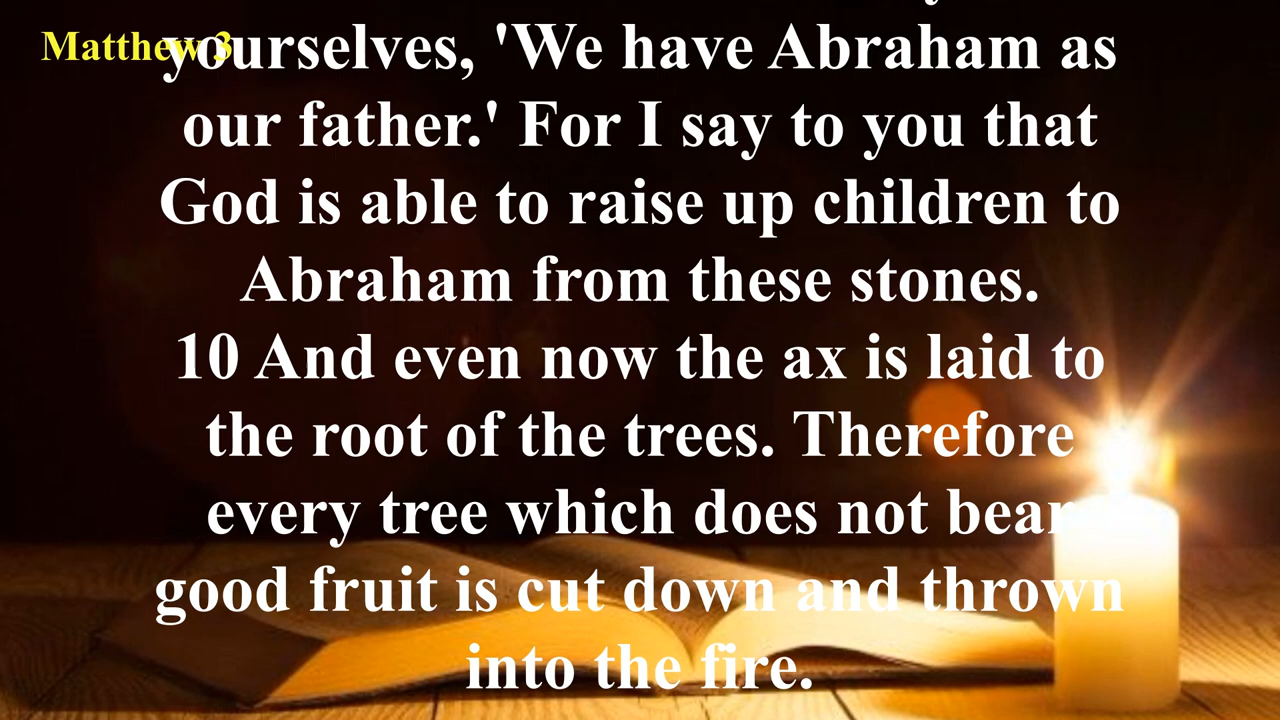 Matthew 3
yourselves, 'We have Abraham as
our father.' For I say to you that
God is able to raise up children to
Abraham from these stones.
10 And even now the ax is laid to
the root of the trees. Therefore
every tree which does not bear
good fruit is cut down and thrown
into the fire.